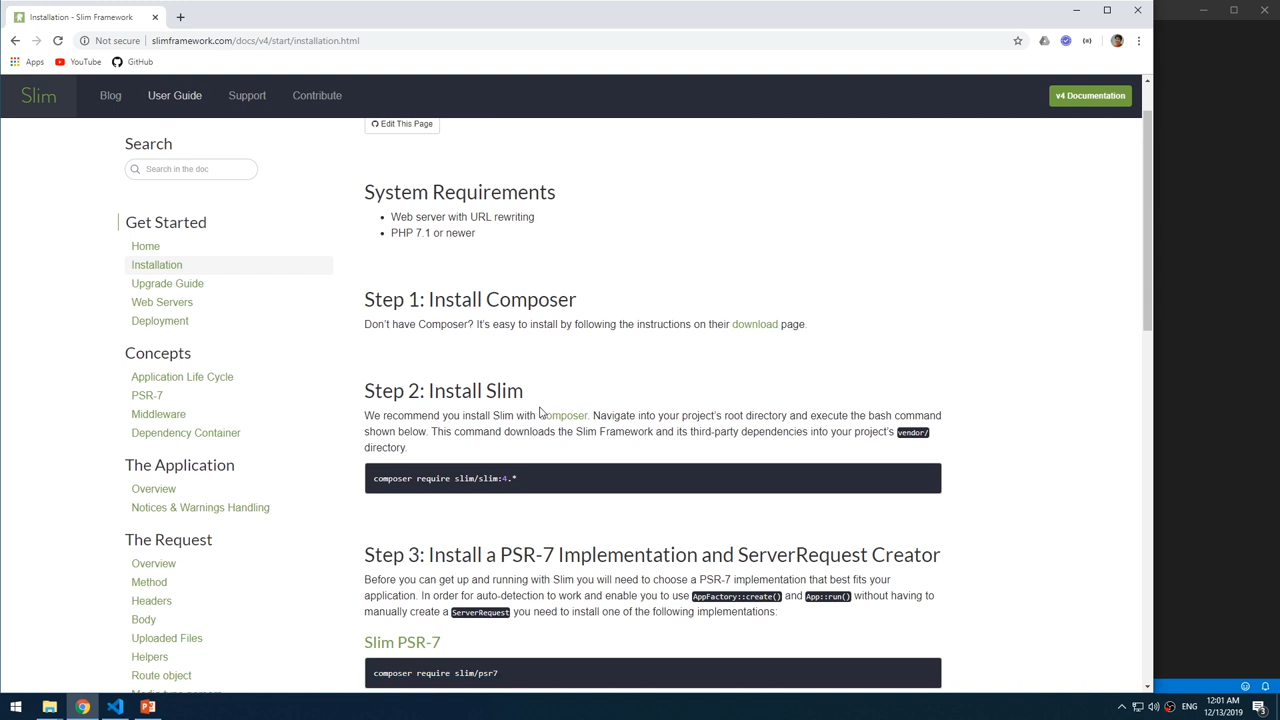 Installation - Slim Framework
Not secure
slimframework.com/docs/v4/start/installation.html
Apps
YouTube
GitHub
Slim
Blog
User Guide
Support
Contribute
v4 Documentation
Search
Search in the doc
Get Started
Home
Installation
Upgrade Guide
Web Servers
Deployment
Concepts
Application Life Cycle
PSR-7
Middleware
Dependency Container
The Application
Overview
Notices & Warnings Handling
The Request
Overview
Method
Headers
Body
Uploaded Files
Helpers
Route object
Edit This Page
System Requirements
Web server with URL rewriting
PHP 7.1 or newer
Step 1: Install Composer
Don't have Composer? It's easy to install by following the instructions on their download page.
Step 2: Install Slim
We recommend you install Slim with Composer. Navigate into your project's root directory and execute the bash command
shown below. This command downloads the Slim Framework and its third-party dependencies into your project's vendor/
directory.
composer require slim/slim:4.*
Step 3: Install a PSR-7 Implementation and ServerRequest Creator
Before you can get up and running with Slim you will need to choose a PSR-7 implementation that best fits your
application. In order for auto-detection to work and enable you to use AppFactory::create() and App::run() without having to
manually create a ServerRequest you need to install one of the following implementations:
Slim PSR-7
composer require slim/psr7
ENG
12:01 AM
12/13/2019
3